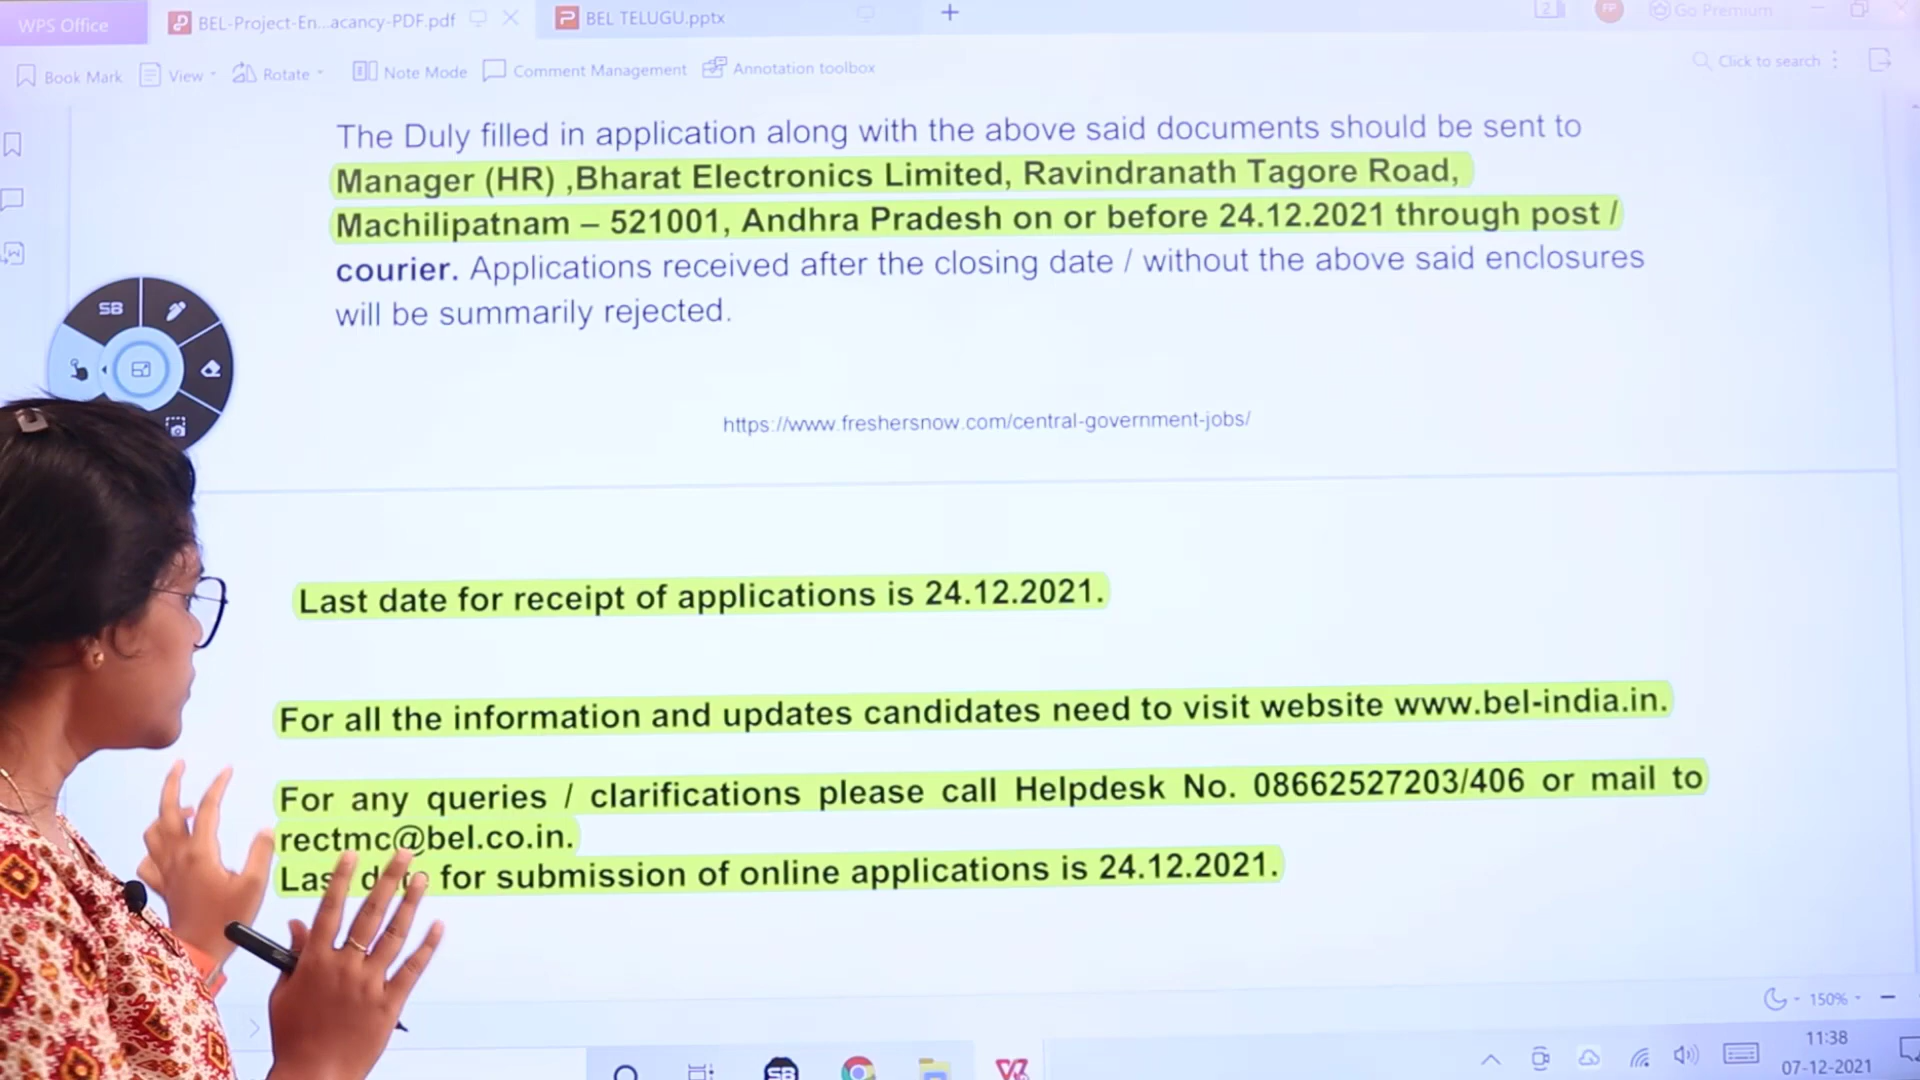 WPS Office
BEL-Project-En...acancy-PDF.pdf
BEL TELUGU.pptx
2
FP
Go Premium
Book Mark
View
Rotate
Note Mode
Comment Management
Annotation toolbox
Click to search
The Duly filled in application along with the above said documents should be sent to
Manager (HR) ,Bharat Electronics Limited, Ravindranath Tagore Road,
Machilipatnam – 521001, Andhra Pradesh on or before 24.12.2021 through post /
courier. Applications received after the closing date / without the above said enclosures
will be summarily rejected.
SB
https://www.freshersnow.com/central-government-jobs/
Last date for receipt of applications is 24.12.2021.
For all the information and updates candidates need to visit website www.bel-india.in.
For any queries / clarifications please call Helpdesk No. 08662527203/406 or mail to
rectmc@bel.co.in.
for submission of online applications is 24.12.2021.
150%
SB
11:38
07-12-2021